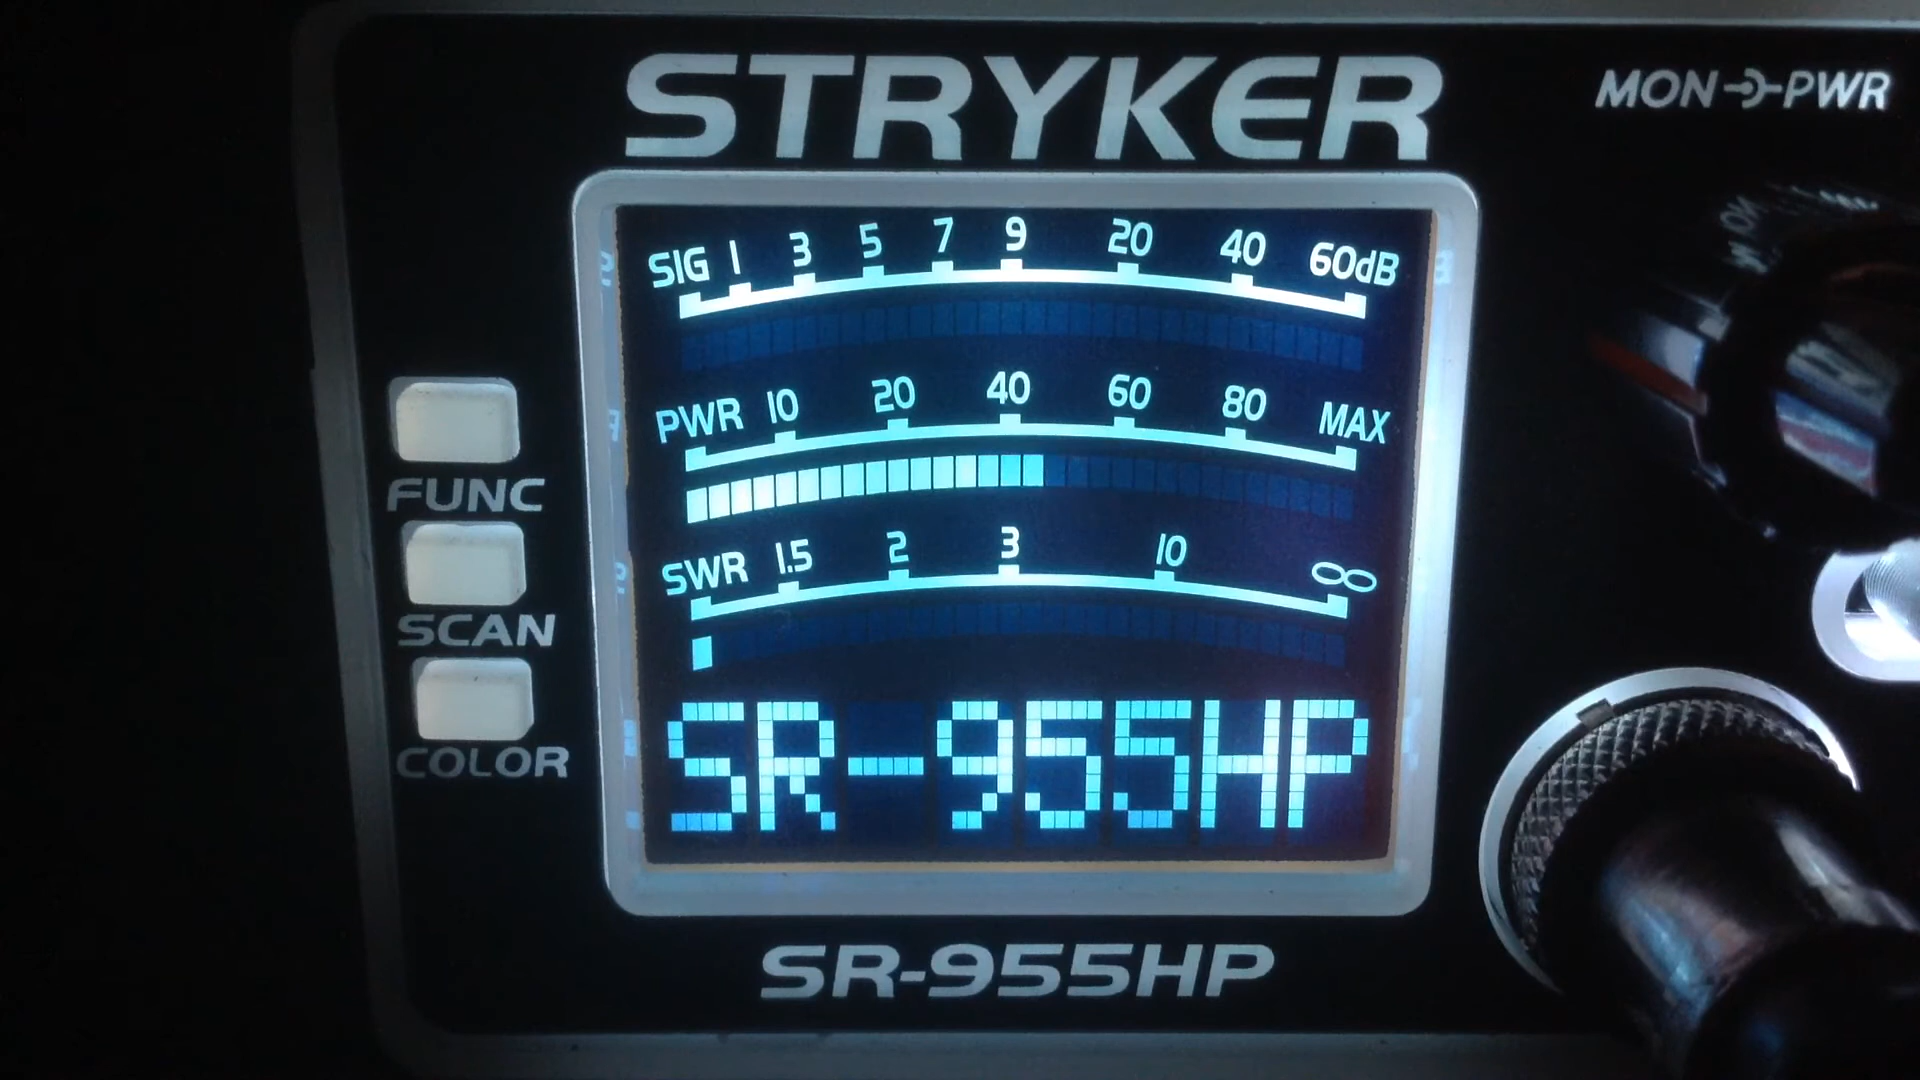 STRYKER
MON PWR
SIG 1 3 5 7 9 20 40 60dB
PWR 10 20 40 60 80 MAX
FUNC
SWR 1.5 2 3 10 ∞
SCAN
COLOR
SR-955HP
SR-955HP